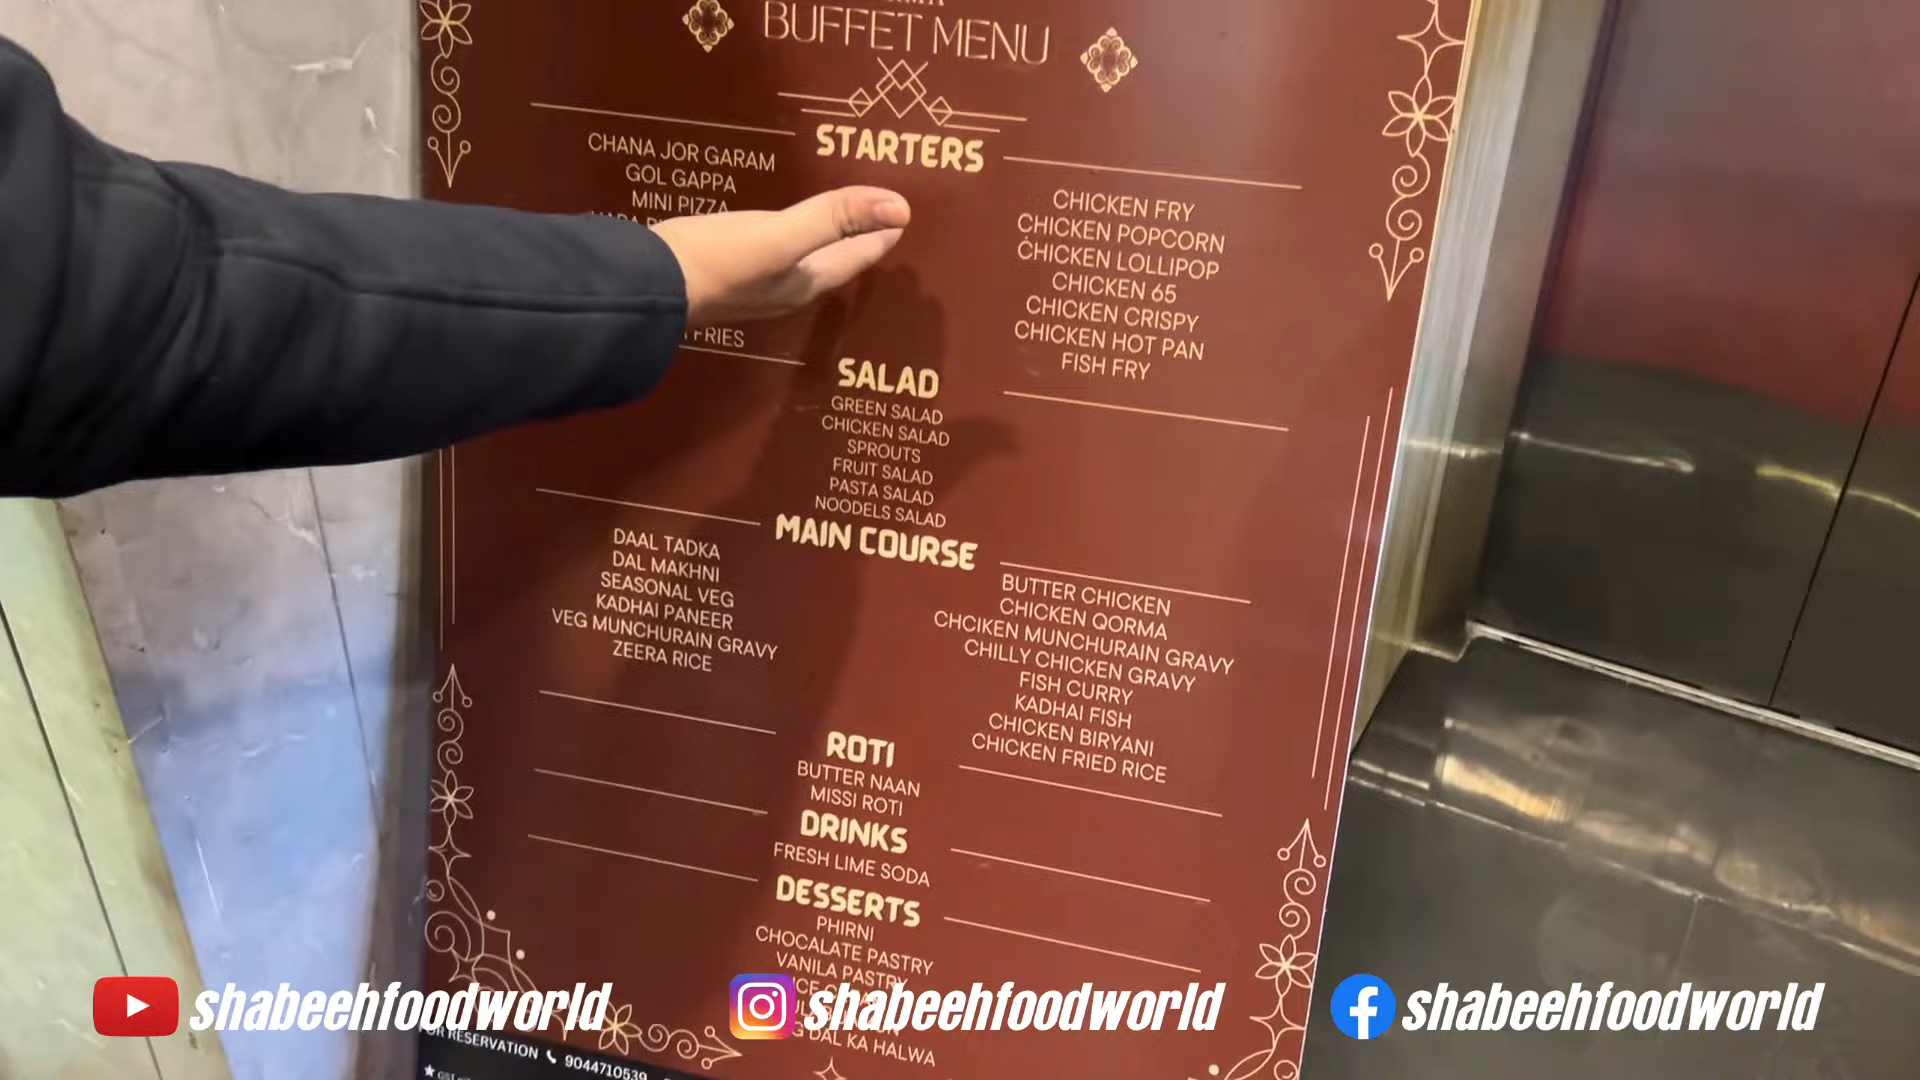 BUFFET MENU
STARTERS
CHANA JOR GARAM
GOL GAPPA
MINI PIZZA
FRIES
CHICKEN FRY
CHICKEN POPCORN
CHICKEN LOLLIPOP
CHICKEN 65
CHICKEN CRISPY
CHICKEN HOT PAN
FISH FRY
SALAD
GREEN SALAD
CHICKEN SALAD
SPROUTS
FRUIT SALAD
PASTA SALAD
NOODELS SALAD
MAIN COURSE
DAAL TADKA
DAL MAKHNI
SEASONAL VEG
KADHAI PANEER
VEG MUNCHURAIN GRAVY
ZEERA RICE
BUTTER CHICKEN
CHICKEN QORMA
CHCIKEN MUNCHURAIN GRAVY
CHILLY CHICKEN GRAVY
FISH CURRY
KADHAI FISH
CHICKEN BIRYANI
CHICKEN FRIED RICE
ROTI
BUTTER NAAN
MISSI ROTI
DRINKS
FRESH LIME SODA
DESSERTS
PHIRNI
CHOCALATE PASTRY
VANILA PASTRY
DAL KA HALWA
FOR RESERVATION 9044710539
shabeehfoodworld
shabeehfoodworld
shabeehfoodworld